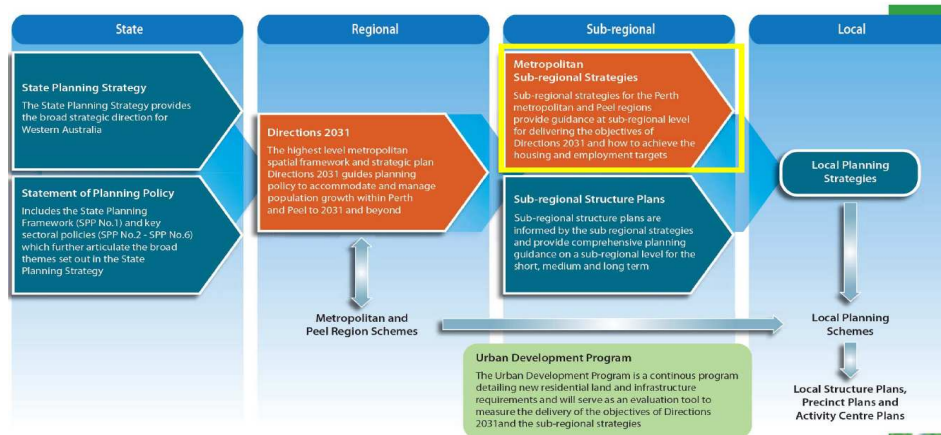 State
Regional
Sub-regional
Local
State Planning Strategy
The State Planning Strategy provides
the broad strategic direction for
Western Australia
Statement of Planning Policy
Includes the State Planning
Framework (SPP No.1) and key
sectoral policies (SPP No.2 - SPP No.6)
which further articulate the broad
themes set out in the State
Planning Strategy
Directions 2031
The highest level metropolitan
spatial framework and strategic plan
Directions 2031 guides planning
policy to accommodate and manage
population growth within Perth
and Peel to 2031 and beyond
Metropolitan and
Peel Region Schemes
Metropolitan
Sub-regional Strategies
Sub-regional strategies for the Perth
metropolitan and Peel regions
provide guidance at sub-regional level
for delivering the objectives of
Directions 2031 and how to achieve the
housing and employment targets
Sub-regional Structure Plans
Sub-regional structure plans are
informed by the sub regional strategies
and provide comprehensive planning
guidance on a sub-regional level for the
short, medium and long term
Urban Development Program
The Urban Development Program is a continous program
detailing new residential land and infrastructure
requirements and will serve as an evaluation tool to
measure the delivery of the objectives of Directions
2031and the sub-regional strategies
Local Planning
Strategies
Local Planning
Schemes
Local Structure Plans,
Precinct Plans and
Activity Centre Plans